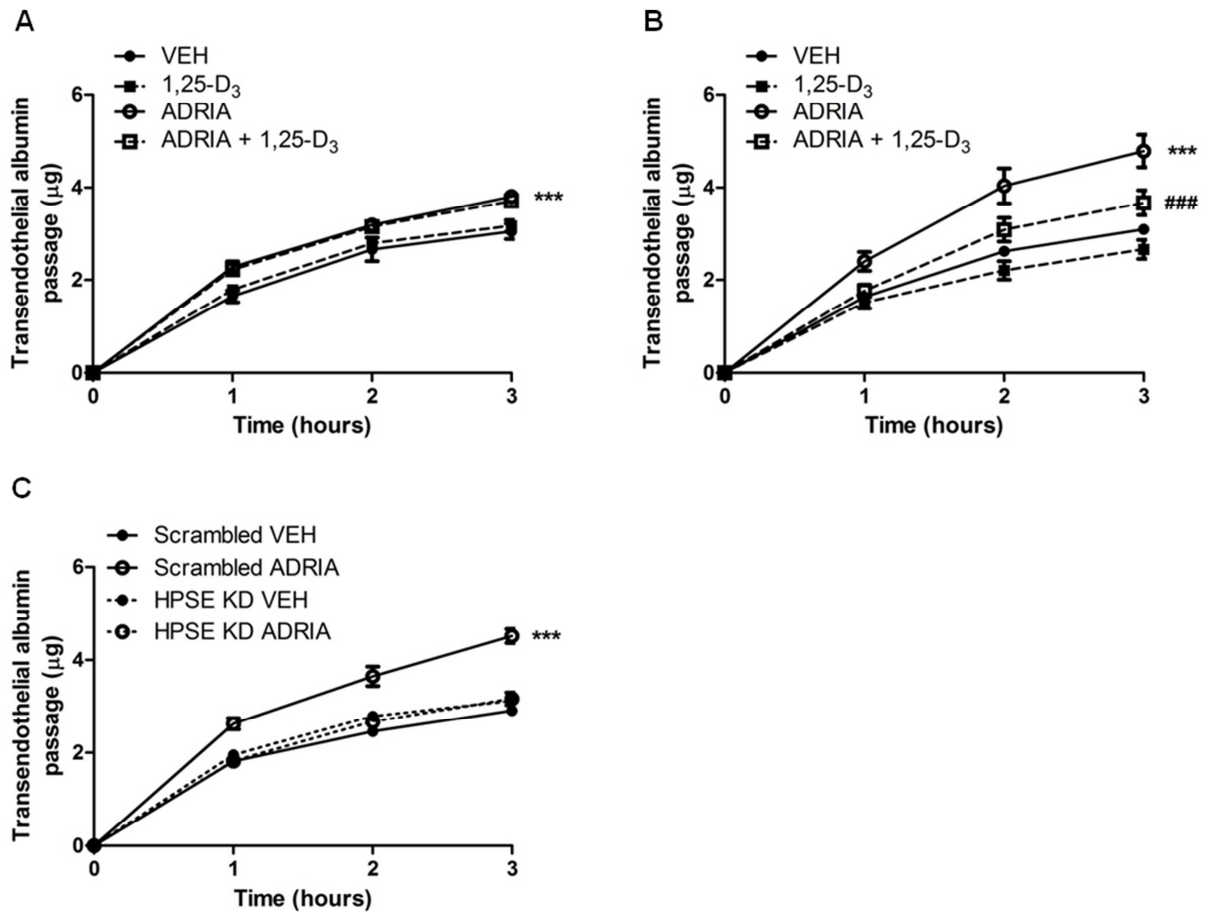 A
VEH
1,25-D₃
ADRIA
ADRIA + 1,25-D₃
Transendothelial albumin
passage (μg)
6
4
2
0
***
0 1 2 3
Time (hours)
B
VEH
1,25-D₃
ADRIA
ADRIA + 1,25-D₃
Transendothelial albumin
passage (μg)
6
4
2
0
***
###
0 1 2 3
Time (hours)
C
Scrambled VEH
Scrambled ADRIA
HPSE KD VEH
HPSE KD ADRIA
Transendothelial albumin
passage (μg)
6
4
2
0
***
0 1 2 3
Time (hours)